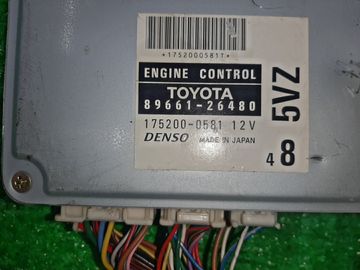 *1752000581T*
ENGINE CONTROL
TOYOTA
89661-26480
175200-0581 12V
DENSO MADE IN JAPAN
4 8
5VZ